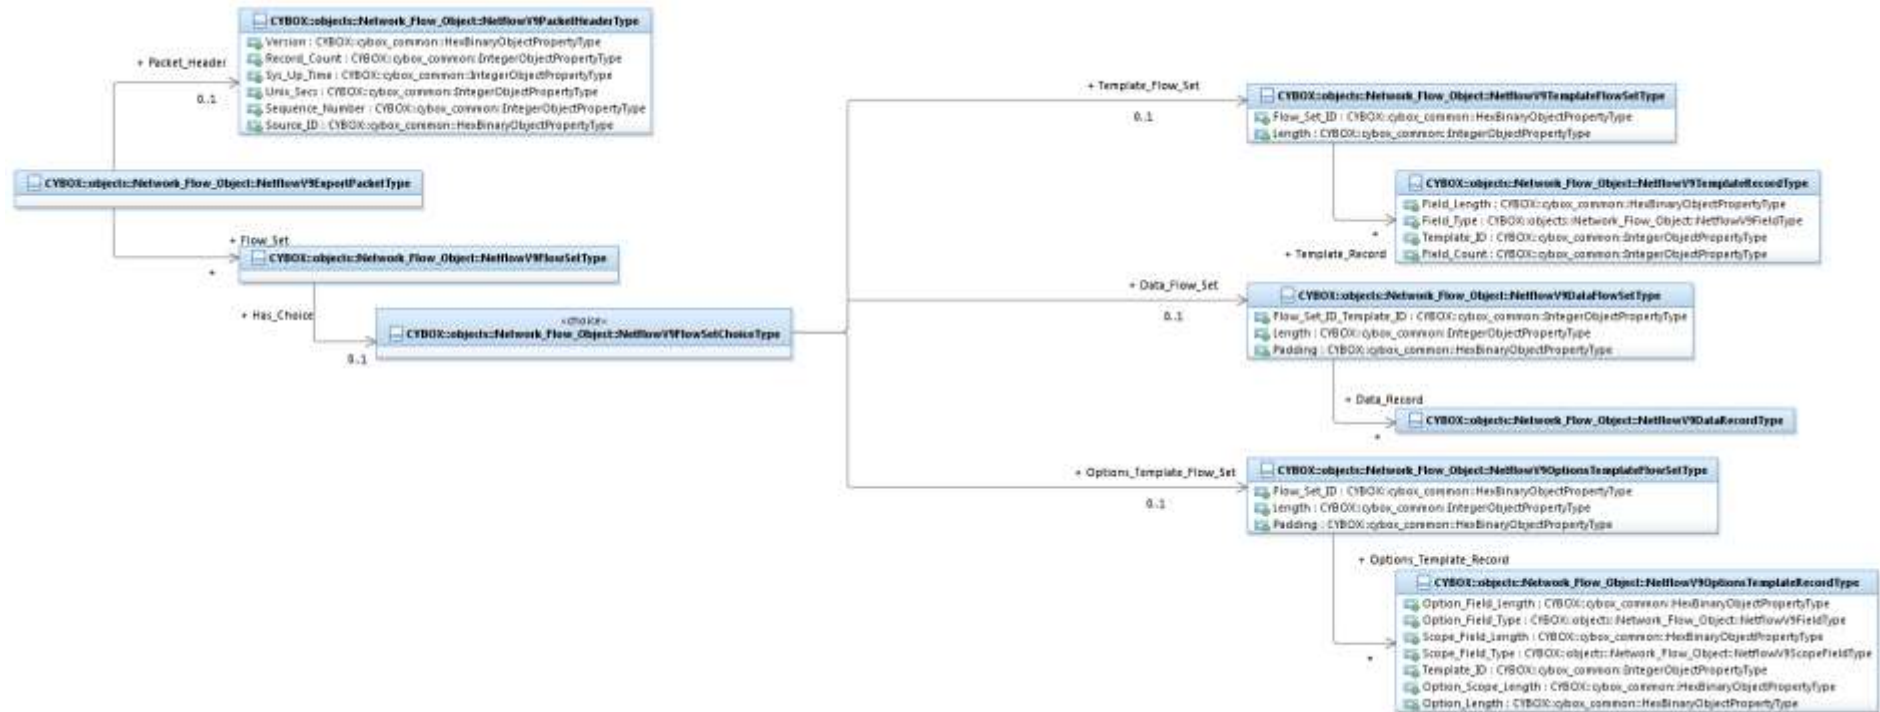 CYBOX::objects::Network_Flow_Object::NetflowV9PacketHeaderType
Version : CYBOX::cybox_common::HexBinaryObjectPropertyType
Record_Count : CYBOX::cybox_common::IntegerObjectPropertyType
Sys_Up_Time : CYBOX::cybox_common::IntegerObjectPropertyType
Unix_Secs : CYBOX::cybox_common::IntegerObjectPropertyType
Sequence_Number : CYBOX::cybox_common::IntegerObjectPropertyType
Source_ID : CYBOX::cybox_common::HexBinaryObjectPropertyType
+ Packet_Header
0..1
CYBOX::objects::Network_Flow_Object::NetflowV9ExportPacketType
+ Flow_Set
*
CYBOX::objects::Network_Flow_Object::NetflowV9FlowSetType
+ Has_Choice
0..1
«choice»
CYBOX::objects::Network_Flow_Object::NetflowV9FlowSetChoiceType
+ Template_Flow_Set
0..1
CYBOX::objects::Network_Flow_Object::NetflowV9TemplateFlowSetType
Flow_Set_ID : CYBOX::cybox_common::HexBinaryObjectPropertyType
Length : CYBOX::cybox_common::IntegerObjectPropertyType
CYBOX::objects::Network_Flow_Object::NetflowV9TemplateRecordType
Field_Length : CYBOX::cybox_common::HexBinaryObjectPropertyType
Field_Type : CYBOX::objects::Network_Flow_Object::NetflowV9FieldType
Template_ID : CYBOX::cybox_common::IntegerObjectPropertyType
Field_Count : CYBOX::cybox_common::IntegerObjectPropertyType
*
+ Template_Record
+ Data_Flow_Set
0..1
CYBOX::objects::Network_Flow_Object::NetflowV9DataFlowSetType
Flow_Set_ID_Template_ID : CYBOX::cybox_common::IntegerObjectPropertyType
Length : CYBOX::cybox_common::IntegerObjectPropertyType
Padding : CYBOX::cybox_common::HexBinaryObjectPropertyType
+ Data_Record
*
CYBOX::objects::Network_Flow_Object::NetflowV9DataRecordType
+ Options_Template_Flow_Set
0..1
CYBOX::objects::Network_Flow_Object::NetflowV9OptionsTemplateFlowSetType
Flow_Set_ID : CYBOX::cybox_common::HexBinaryObjectPropertyType
Length : CYBOX::cybox_common::IntegerObjectPropertyType
Padding : CYBOX::cybox_common::HexBinaryObjectPropertyType
+ Options_Template_Record
*
CYBOX::objects::Network_Flow_Object::NetflowV9OptionsTemplateRecordType
Option_Field_Length : CYBOX::cybox_common::HexBinaryObjectPropertyType
Option_Field_Type : CYBOX::objects::Network_Flow_Object::NetflowV9FieldType
Scope_Field_Length : CYBOX::cybox_common::HexBinaryObjectPropertyType
Scope_Field_Type : CYBOX::objects::Network_Flow_Object::NetflowV9ScopeFieldType
Template_ID : CYBOX::cybox_common::IntegerObjectPropertyType
Option_Scope_Length : CYBOX::cybox_common::HexBinaryObjectPropertyType
Option_Length : CYBOX::cybox_common::HexBinaryObjectPropertyType